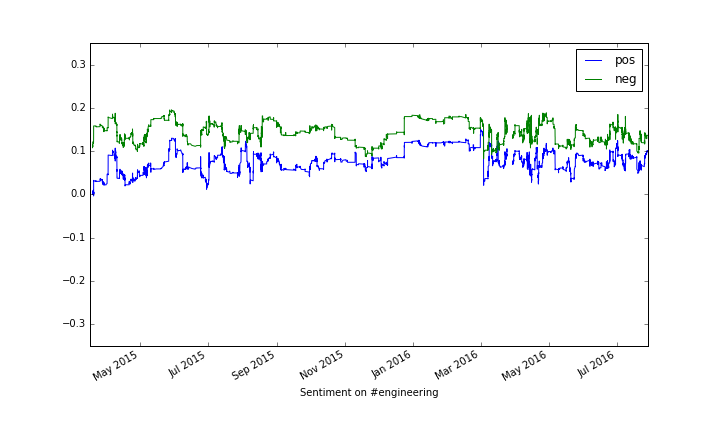 pos
neg
0.3
0.2
0.1
0.0
−0.1
−0.2
−0.3
May 2015
Jul 2015
Sep 2015
Nov 2015
Jan 2016
Mar 2016
May 2016
Jul 2016
Sentiment on #engineering